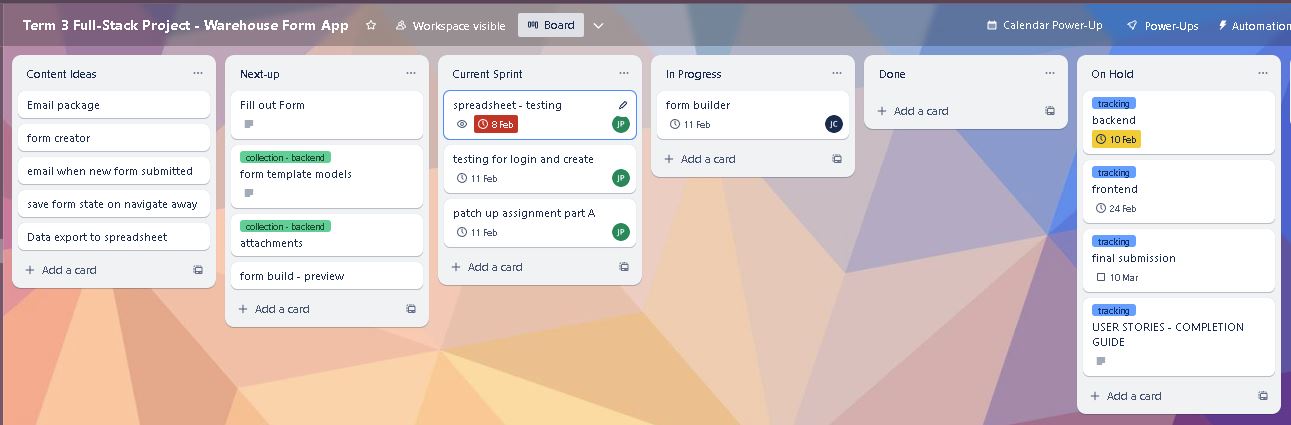 Term 3 Full-Stack Project - Warehouse Form App
Workspace visible
Board
Calendar Power-Up
Power-Ups
Automation
Content Ideas
Email package
form creator
email when new form submitted
save form state on navigate away
Data export to spreadsheet
+ Add a card
Next-up
Fill out Form
collection - backend
form template models
collection - backend
attachments
form build - preview
+ Add a card
Current Sprint
spreadsheet - testing
8 Feb
JP
testing for login and create
11 Feb
JP
patch up assignment part A
11 Feb
JP
+ Add a card
In Progress
form builder
11 Feb
JC
+ Add a card
Done
+ Add a card
On Hold
tracking
backend
10 Feb
tracking
frontend
24 Feb
tracking
final submission
10 Mar
tracking
USER STORIES - COMPLETION
GUIDE
+ Add a card